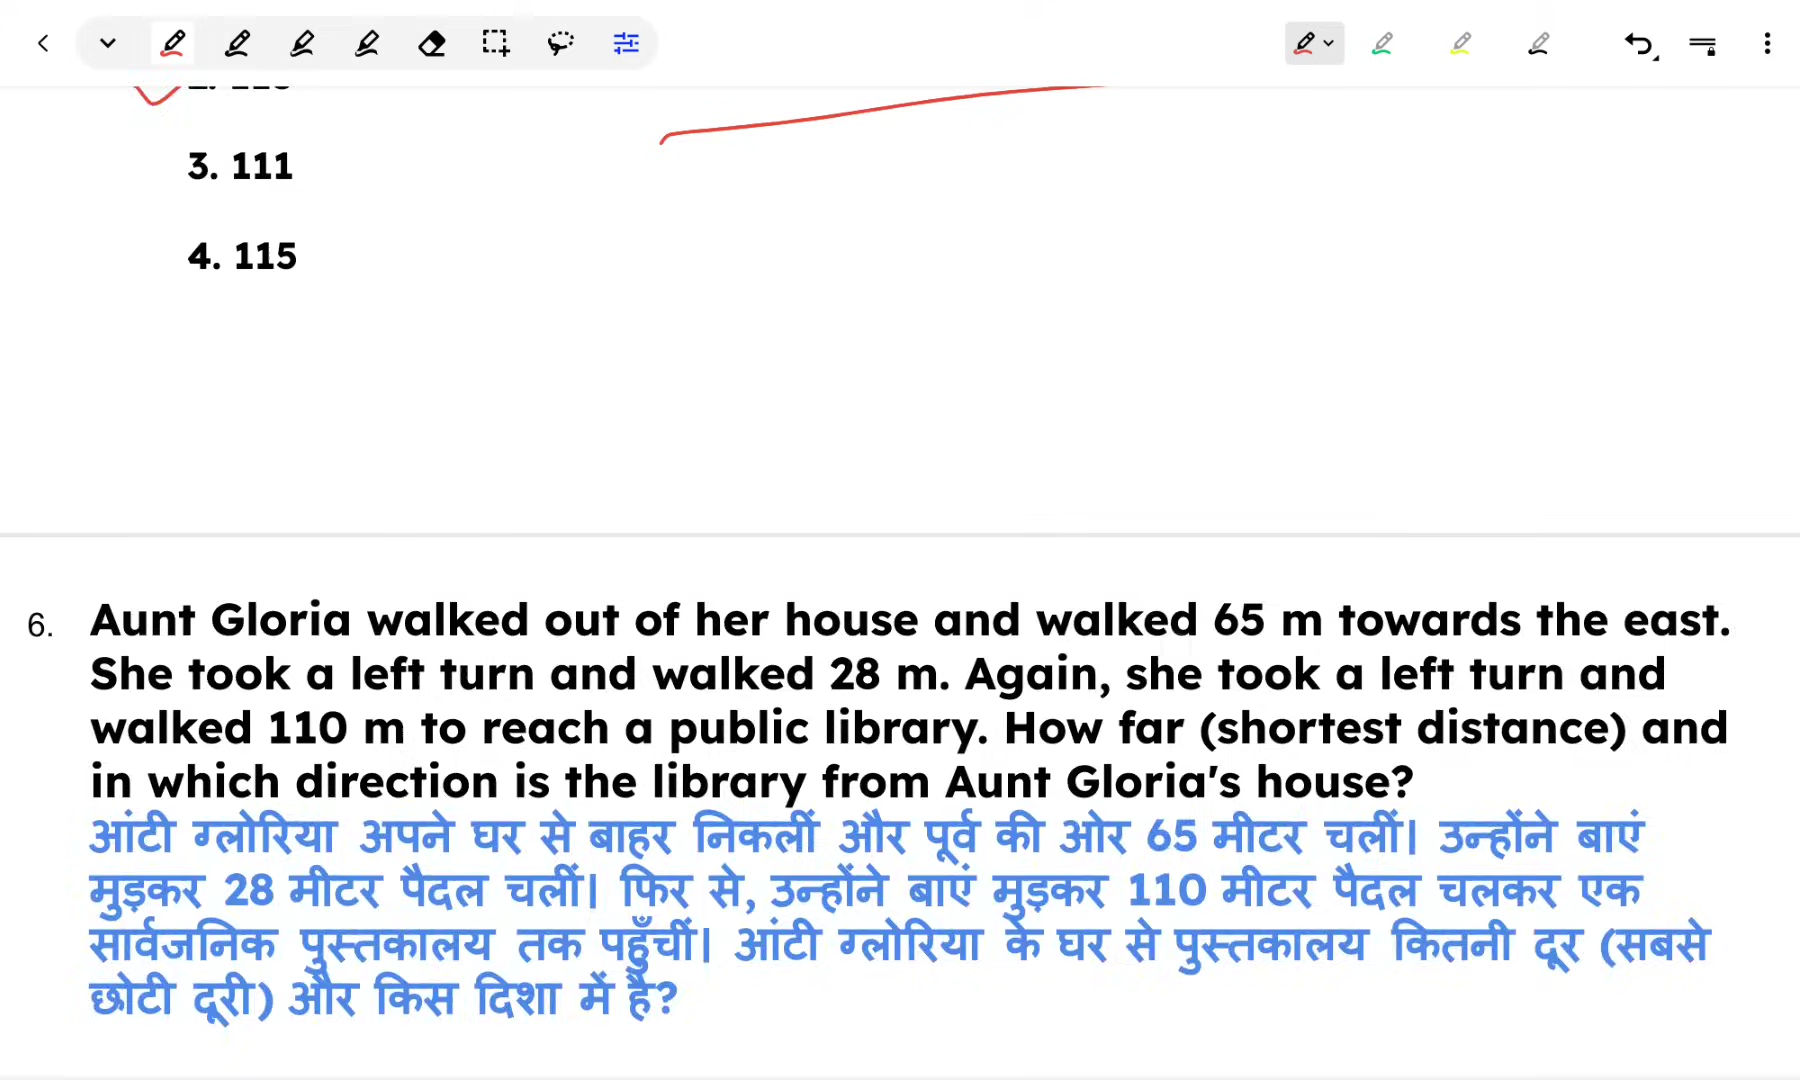 3. 111
4. 115
6. Aunt Gloria walked out of her house and walked 65 m towards the east.
She took a left turn and walked 28 m. Again, she took a left turn and
walked 110 m to reach a public library. How far (shortest distance) and
in which direction is the library from Aunt Gloria's house?
आंटी ग्लोरिया अपने घर से बाहर निकलीं और पूर्व की ओर 65 मीटर चलीं। उन्होंने बाएं
मुड़कर 28 मीटर पैदल चलीं। फिर से, उन्होंने बाएं मुड़कर 110 मीटर पैदल चलकर एक
सार्वजनिक पुस्तकालय तक पहुँचीं। आंटी ग्लोरिया के घर से पुस्तकालय कितनी दूर (सबसे
छोटी दूरी) और किस दिशा में है?